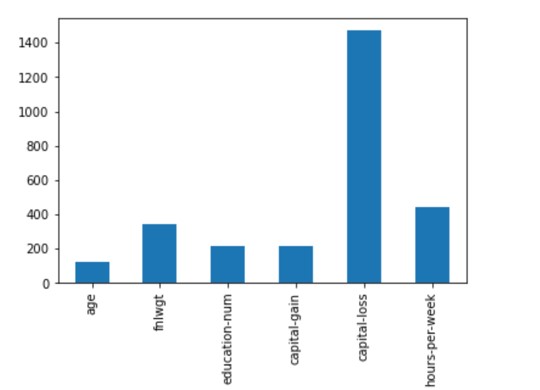 1400
1200
1000
800
600
400
200
0
age
fnlwgt
education-num
capital-gain
capital-loss
hours-per-week